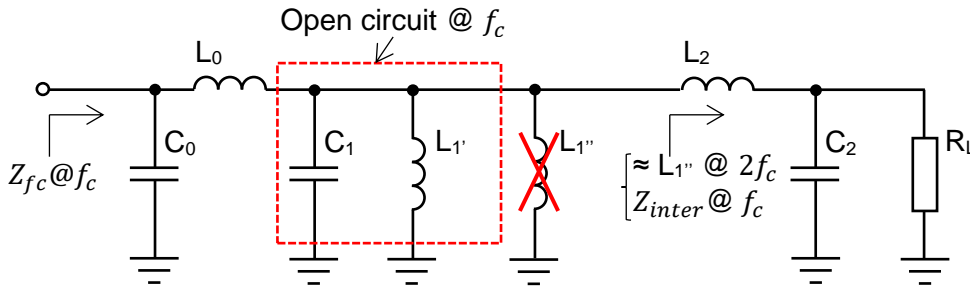 Open circuit @ f_c
L₀
L₂
C₀
C₁
L₁'
L₁''
C₂
R_L
Z_fc@f_c
≈ L₁'' @ 2f_c
Z_inter @ f_c